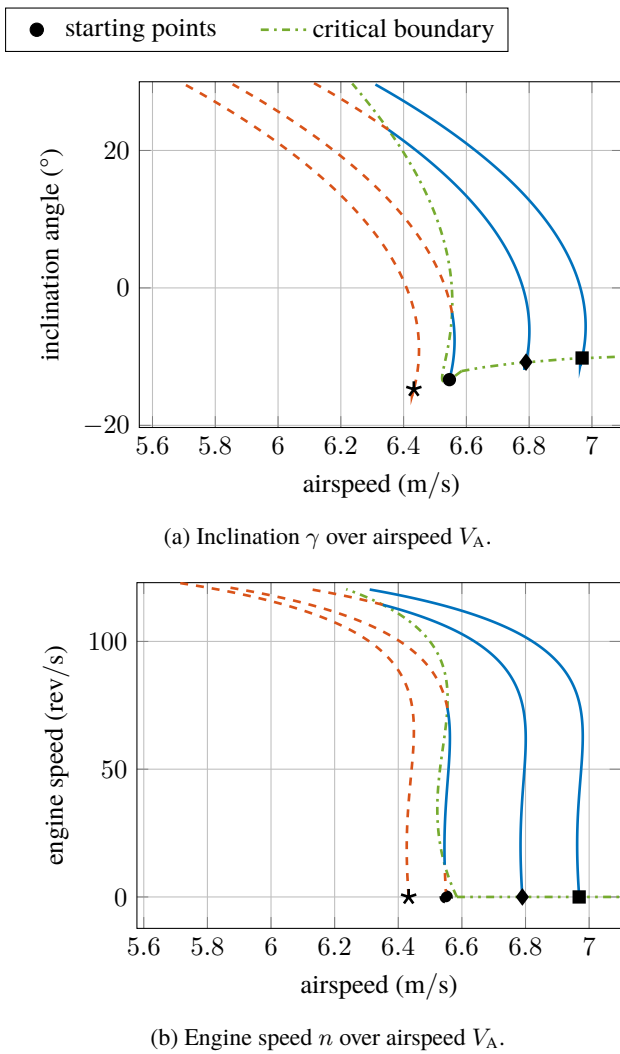 starting points critical boundary
20
0
−20
5.6 5.8 6 6.2 6.4 6.6 6.8 7
inclination angle (°)
airspeed (m/s)
(a) Inclination γ over airspeed V_A.
100
50
0
5.6 5.8 6 6.2 6.4 6.6 6.8 7
engine speed (rev/s)
airspeed (m/s)
(b) Engine speed n over airspeed V_A.